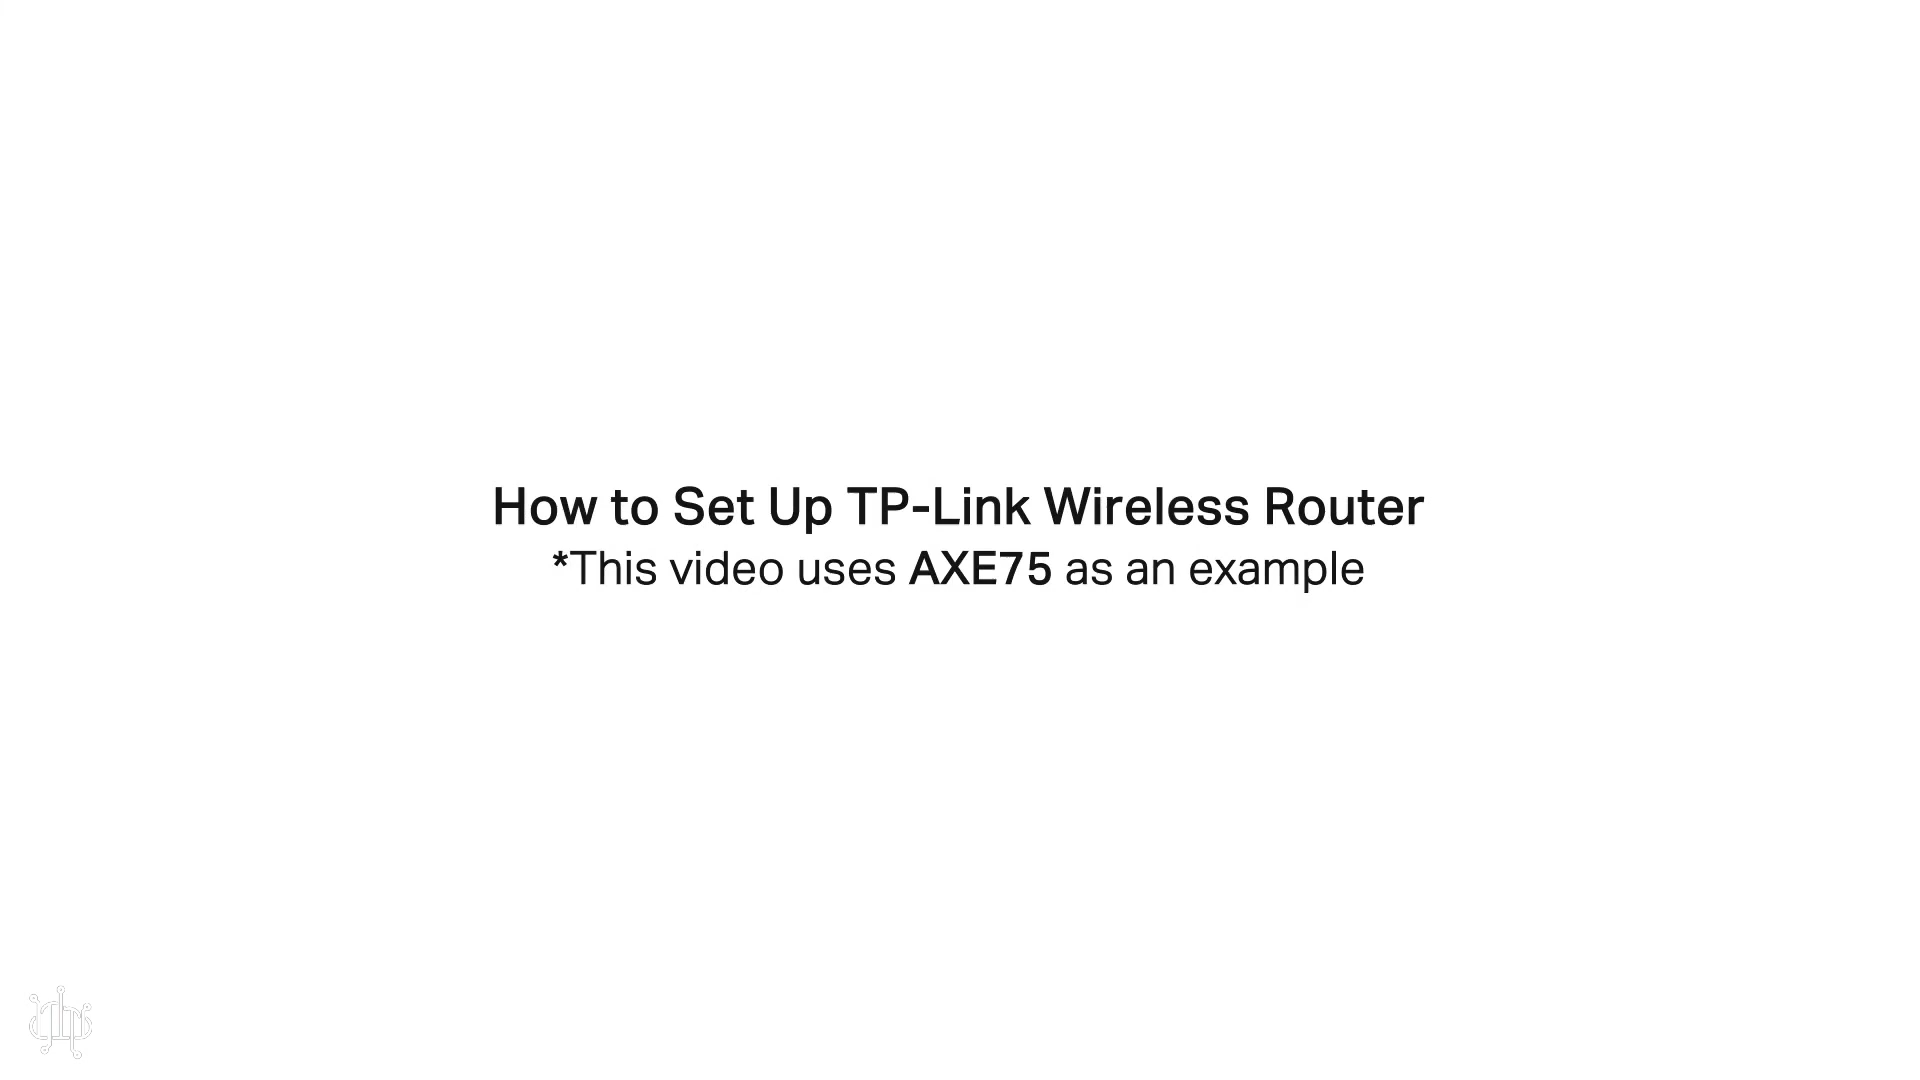 How to Set Up TP-Link Wireless Router
*This video uses AXE75 as an example